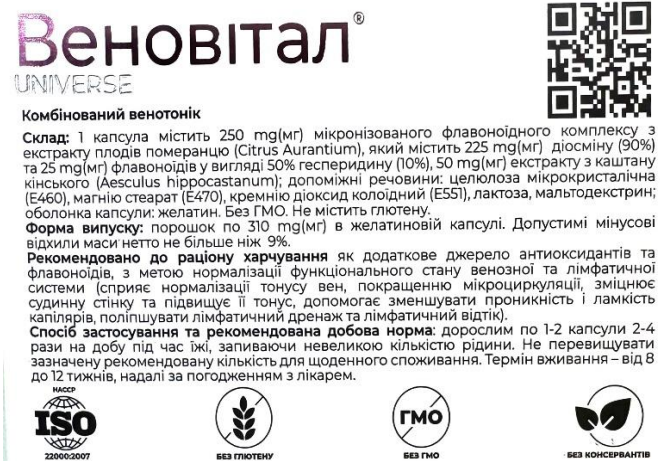 Веновітал®
UNIVERSE
Комбінований венотонік
Склад: 1 капсула містить 250 mg(мг) мікронізованого флавоноїдного комплексу з
екстракту плодів померанцю (Citrus Aurantium), який містить 225 mg(мг) діосміну (90%)
та 25 mg(мг) флавоноїдів у вигляді 50% гесперидину (10%), 50 mg(мг) екстракту з каштану
кінського (Aesculus hippocastanum); допоміжні речовини: целюлоза мікрокристалічна
(E460), магнію стеарат (E470), кремнію діоксид колоїдний (E551), лактоза, мальтодекстрин;
оболонка капсули: желатин. Без ГМО. Не містить глютену.
Форма випуску: порошок по 310 mg(мг) в желатиновій капсулі. Допустимі мінусові
відхили маси нетто не більше ніж 9%.
Рекомендовано до раціону харчування як додаткове джерело антиоксидантів та
флавоноїдів, з метою нормалізації функціонального стану венозної та лімфатичної
системи (сприяє нормалізації тонусу вен, покращенню мікроциркуляції, зміцнює
судинну стінку та підвищує її тонус, допомагає зменшувати проникність і ламкість
капілярів, поліпшувати лімфатичний дренаж та лімфатичний відтік).
Спосіб застосування та рекомендована добова норма: дорослим по 1-2 капсули 2-4
рази на добу під час їжі, запиваючи невеликою кількістю рідини. Не перевищувати
зазначену рекомендовану кількість для щоденного споживання. Термін вживання – від 8
до 12 тижнів, надалі за погодженням з лікарем.
HACCP
ISO
22000:2007
БЕЗ ГЛЮТЕНУ
ГМО
БЕЗ ГМО
БЕЗ КОНСЕРВАНТІВ